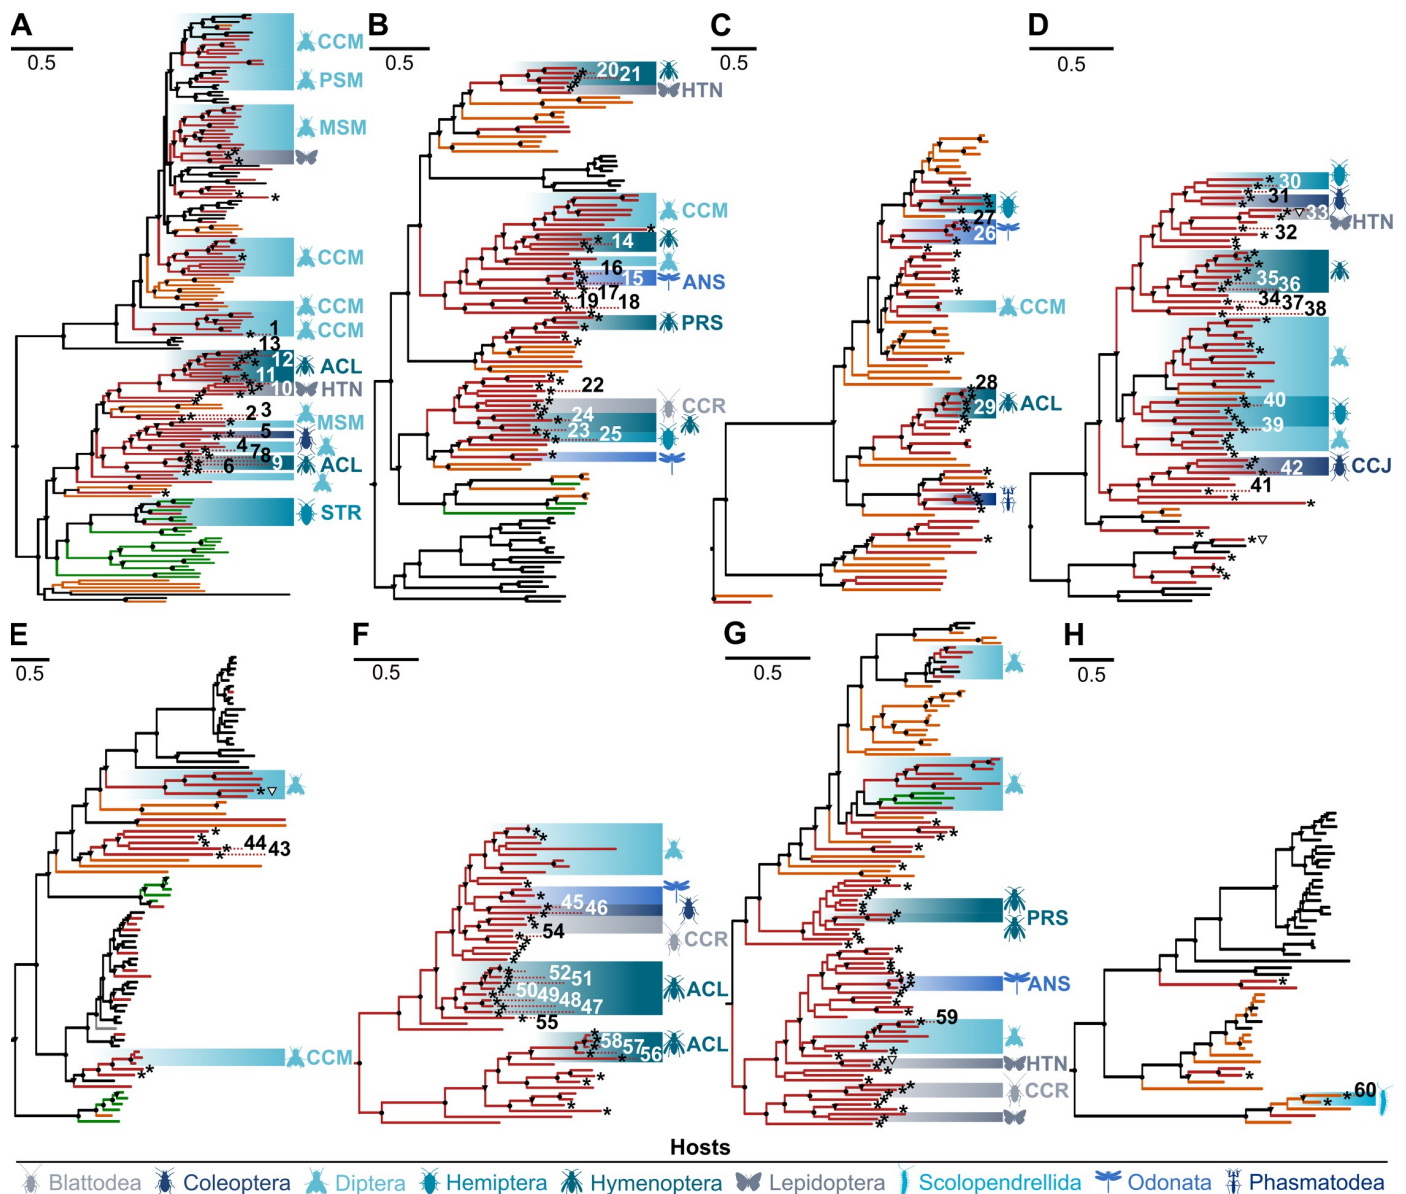 A B C D
0.5 0.5 0.5 0.5
CCM
PSM
MSM
CCM
CCM
CCM
1
13
12 ACL
11
10 HTN
2 3
MSM
5
4
7 8
9 ACL
6
STR
20 21
HTN
CCM
14
16
15 ANS
17
19 18
PRS
22
CCR
24
23 25
27
26
CCM
28
29 ACL
30
31
33 HTN
32
35 36
34 37
38
40
39
42 CCJ
41
E F G H
0.5 0.5 0.5 0.5
44 43
CCM
45
46
54 CCR
52 51
50 49 48 47 ACL
55
58
57 ACL
56
PRS
ANS
59
HTN
CCR
60
Hosts
Blattodea Coleoptera Diptera Hemiptera Hymenoptera Lepidoptera Scolopendrellida Odonata Phasmatodea